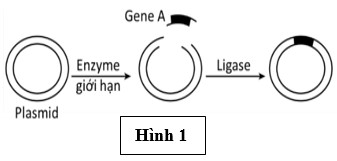 Gene A
Enzyme
giới hạn
Ligase
Plasmid
Hình 1